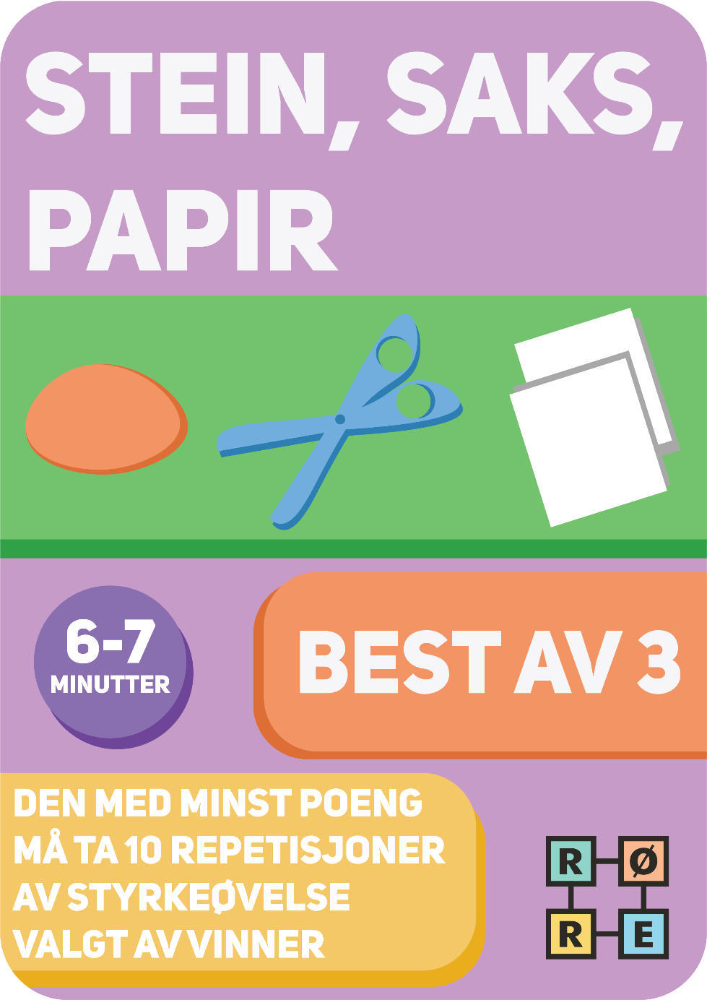 STEIN, SAKS,
PAPIR
6-7
MINUTTER
BEST AV 3
DEN MED MINST POENG
MÅ TA 10 REPETISJONER
AV STYRKEØVELSE
VALGT AV VINNER
R Ø
R E